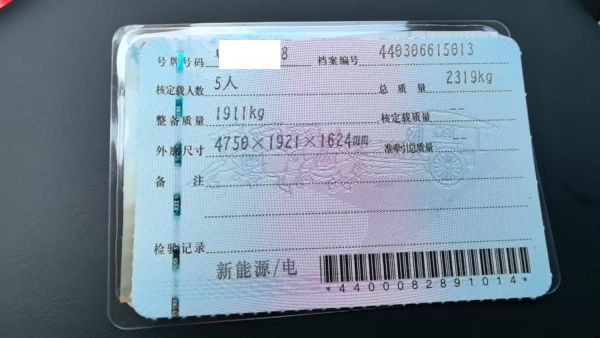 号牌号码 8 档案编号 440306615013
核定载人数 5人 总质量 2319kg
整备质量 1911kg 核定载质量 --
外廓尺寸 4750×1921×1624mm 准牵引总质量 --
备注
检验记录
新能源/电
*4400082891014*